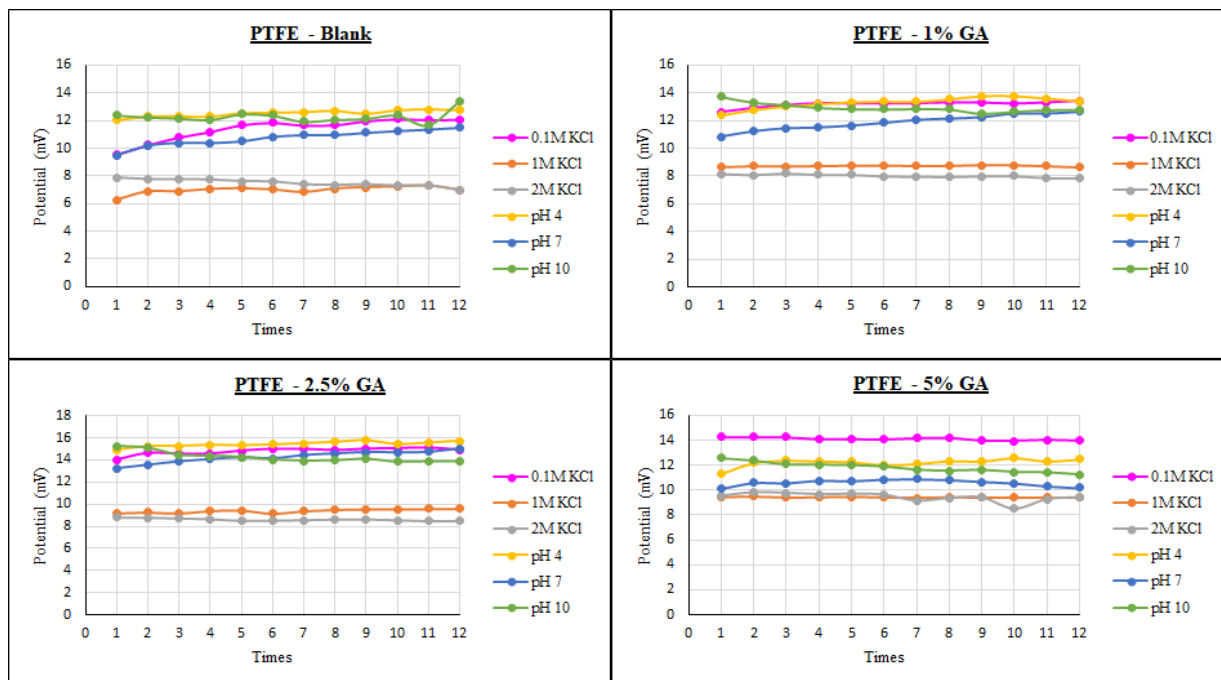 PTFE - Blank
16
14
12
10
8
6
4
2
0
Potential (mV)
0 1 2 3 4 5 6 7 8 9 10 11 12
Times
0.1M KCl
1M KCl
2M KCl
pH 4
pH 7
pH 10
PTFE - 1% GA
16
14
12
10
8
6
4
2
0
Potential (mV)
0 1 2 3 4 5 6 7 8 9 10 11 12
Times
0.1M KCl
1M KCl
2M KCl
pH 4
pH 7
pH 10
PTFE - 2.5% GA
18
16
14
12
10
8
6
4
2
0
Potential (mV)
0 1 2 3 4 5 6 7 8 9 10 11 12
Times
0.1M KCl
1M KCl
2M KCl
pH 4
pH 7
pH 10
PTFE - 5% GA
16
14
12
10
8
6
4
2
0
Potential (mV)
0 1 2 3 4 5 6 7 8 9 10 11 12
Times
0.1M KCl
1M KCl
2M KCl
pH 4
pH 7
pH 10